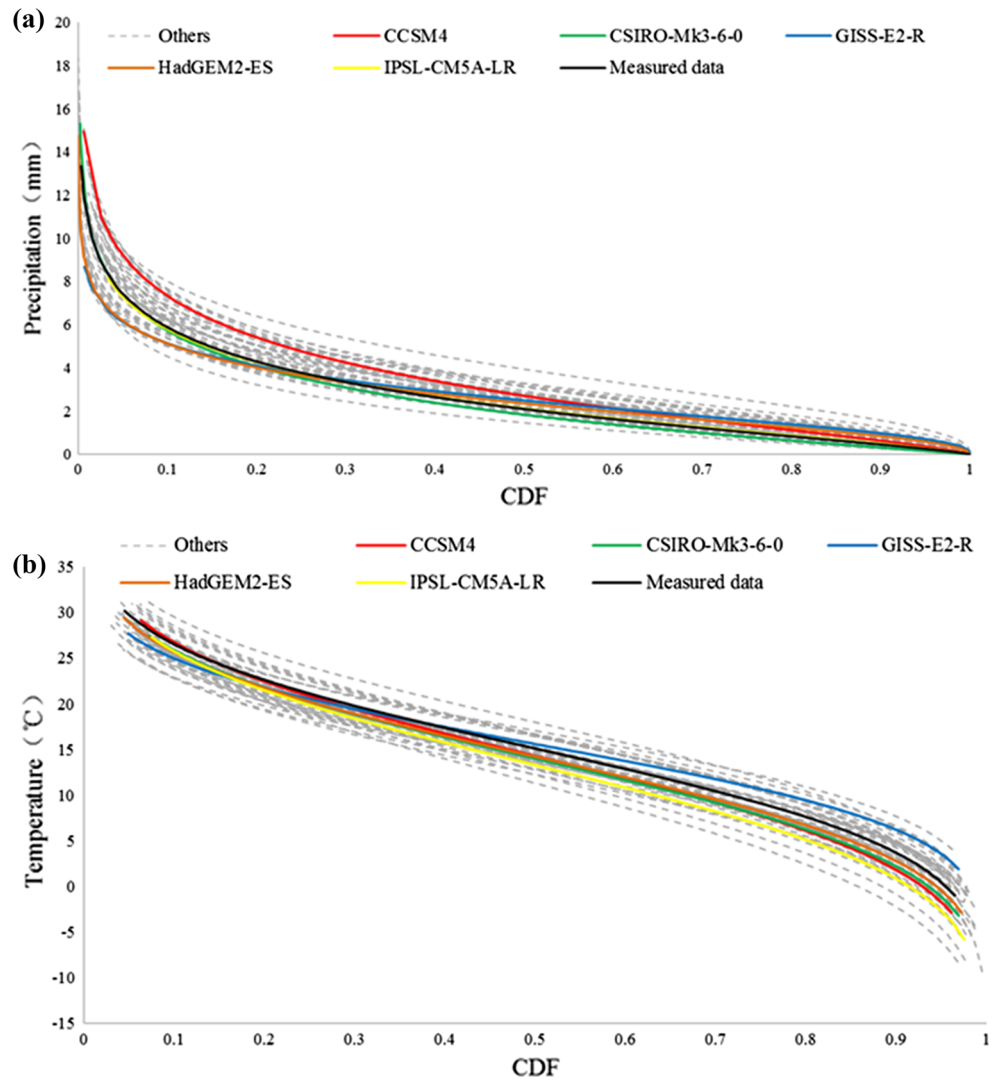 (a)
Others CCSM4 CSIRO-Mk3-6-0 GISS-E2-R
HadGEM2-ES IPSL-CM5A-LR Measured data
Precipitation (mm)
20
18
16
14
12
10
8
6
4
2
0
0 0.1 0.2 0.3 0.4 0.5 0.6 0.7 0.8 0.9 1
CDF
(b)
Others CCSM4 CSIRO-Mk3-6-0 GISS-E2-R
HadGEM2-ES IPSL-CM5A-LR Measured data
Temperature (℃)
35
30
25
20
15
10
5
0
-5
-10
-15
0 0.1 0.2 0.3 0.4 0.5 0.6 0.7 0.8 0.9 1
CDF